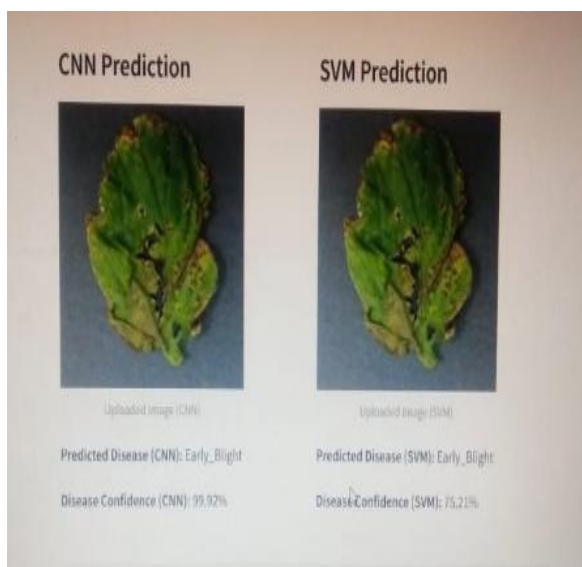 CNN Prediction
SVM Prediction
Uploaded Image (CNN)
Uploaded Image (SVM)
Predicted Disease (CNN): Early_Blight
Predicted Disease (SVM): Early_Blight
Disease Confidence (CNN): 99.92%
Disease Confidence (SVM): 75.21%